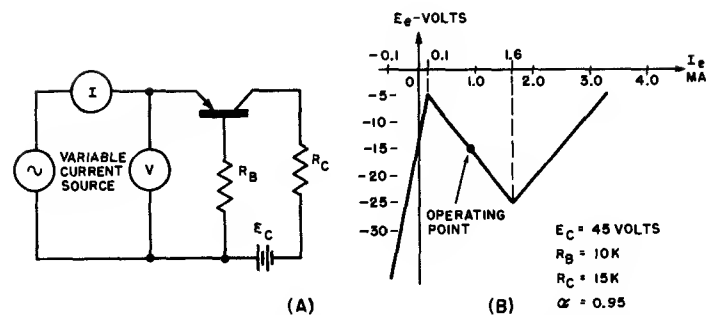 I
VARIABLE
CURRENT
SOURCE
V
R_B
R_C
E_C
(A)
E_e-VOLTS
-0.1
0.1
1.6
I_e
MA
0
1.0
2.0
3.0
4.0
-5
-10
-15
-20
-25
-30
OPERATING
POINT
E_C = 45 VOLTS
R_B = 10K
R_C = 15K
α = 0.95
(B)